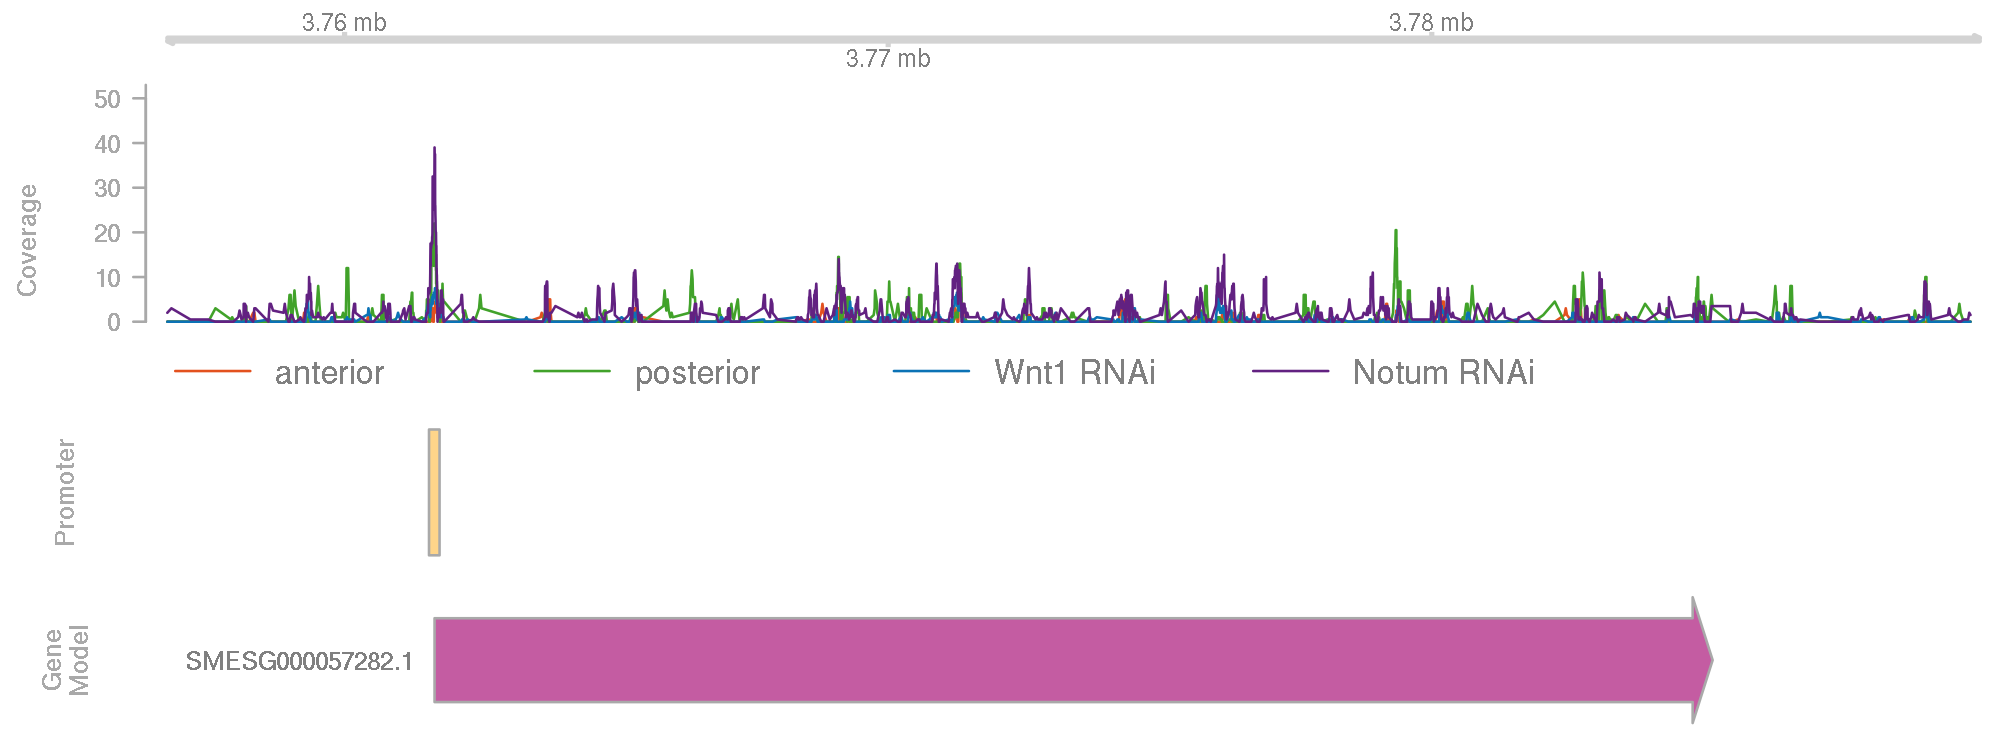 3.76 mb
3.78 mb
3.77 mb
Coverage
50
40
30
20
10
0
anterior
posterior
Wnt1 RNAi
Notum RNAi
Promoter
Gene
Model
SMESG000057282.1